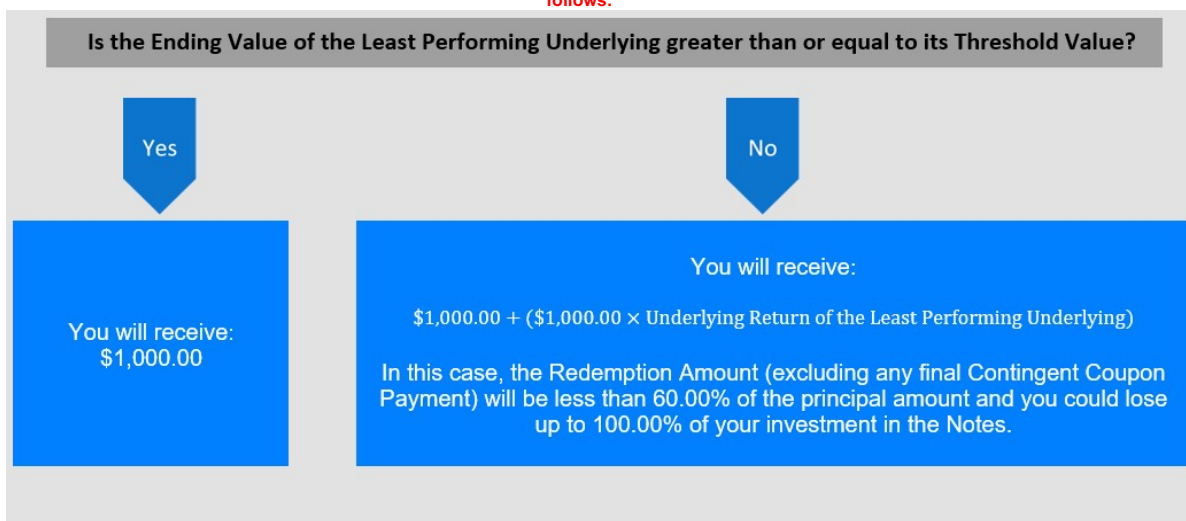 follows:
Is the Ending Value of the Least Performing Underlying greater than or equal to its Threshold Value?
Yes
No
You will receive:
$1,000.00
You will receive:
$1,000.00 + ($1,000.00 × Underlying Return of the Least Performing Underlying)
In this case, the Redemption Amount (excluding any final Contingent Coupon
Payment) will be less than 60.00% of the principal amount and you could lose
up to 100.00% of your investment in the Notes.